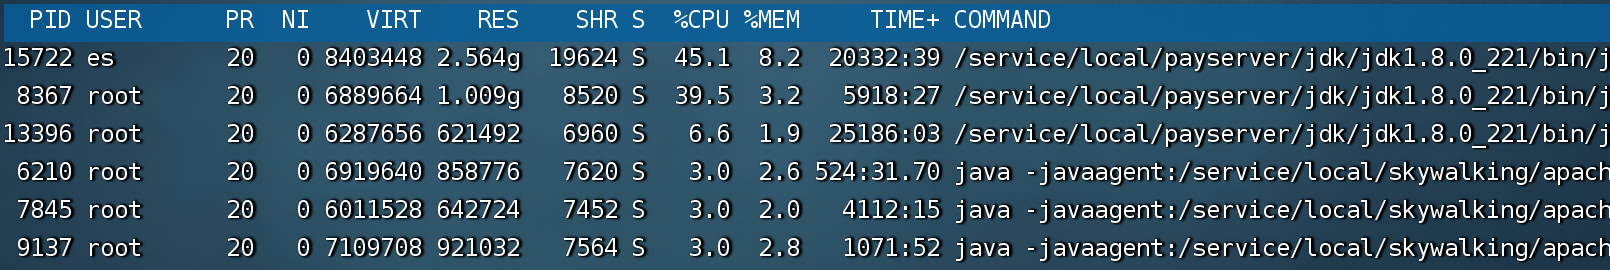 PID USER PR NI VIRT RES SHR S %CPU %MEM TIME+ COMMAND
15722 es 20 0 8403448 2.564g 19624 S 45.1 8.2 20332:39 /service/local/payserver/jdk/jdk1.8.0_221/bin/j
8367 root 20 0 6889664 1.009g 8520 S 39.5 3.2 5918:27 /service/local/payserver/jdk/jdk1.8.0_221/bin/j
13396 root 20 0 6287656 621492 6960 S 6.6 1.9 25186:03 /service/local/payserver/jdk/jdk1.8.0_221/bin/j
6210 root 20 0 6919640 858776 7620 S 3.0 2.6 524:31.70 java -javaagent:/service/local/skywalking/apach
7845 root 20 0 6011528 642724 7452 S 3.0 2.0 4112:15 java -javaagent:/service/local/skywalking/apach
9137 root 20 0 7109708 921032 7564 S 3.0 2.8 1071:52 java -javaagent:/service/local/skywalking/apach